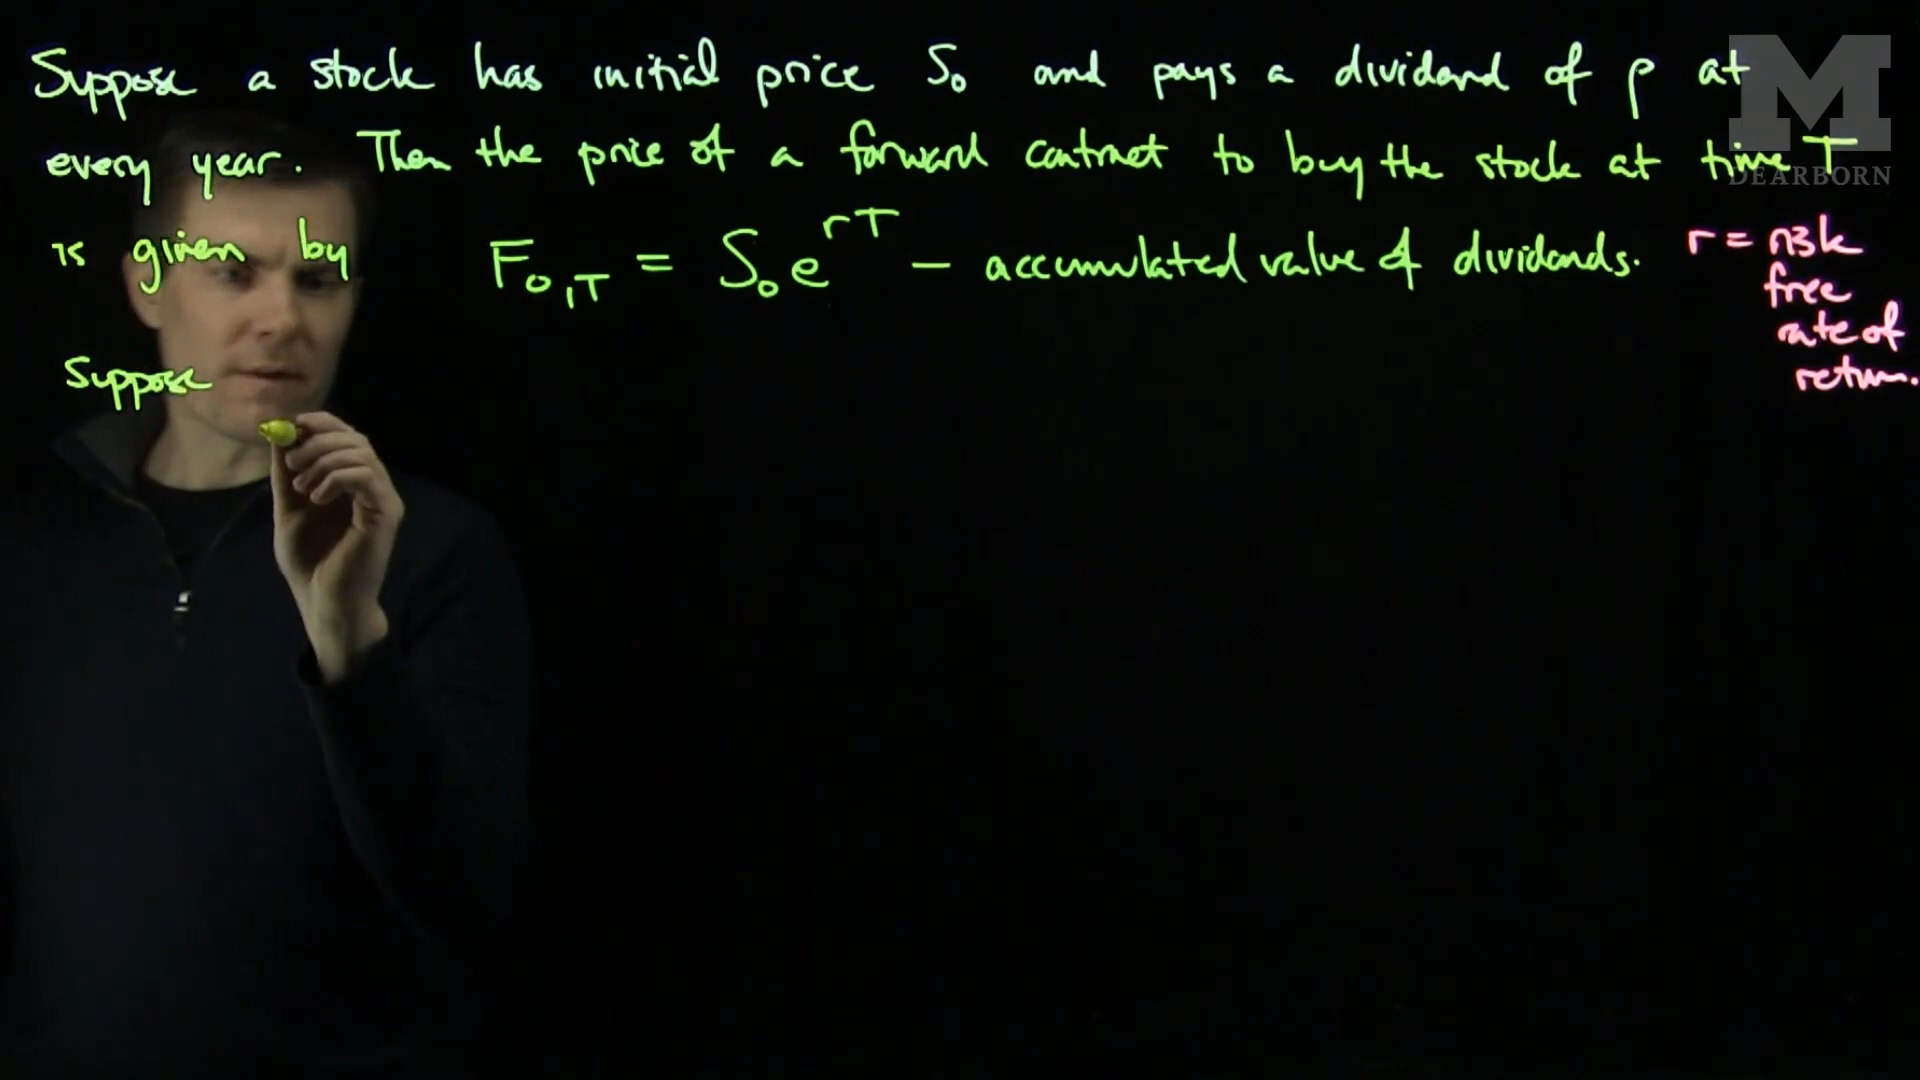 Suppose a stock has initial price S₀ and pays a dividend of ρ at
every year. Then the price of a forward contract to buy the stock at time T
is given by F₀,T = S₀e^rT – accumulated value of dividends.
r = risk
free
rate of
return.
Suppose
M
DEARBORN